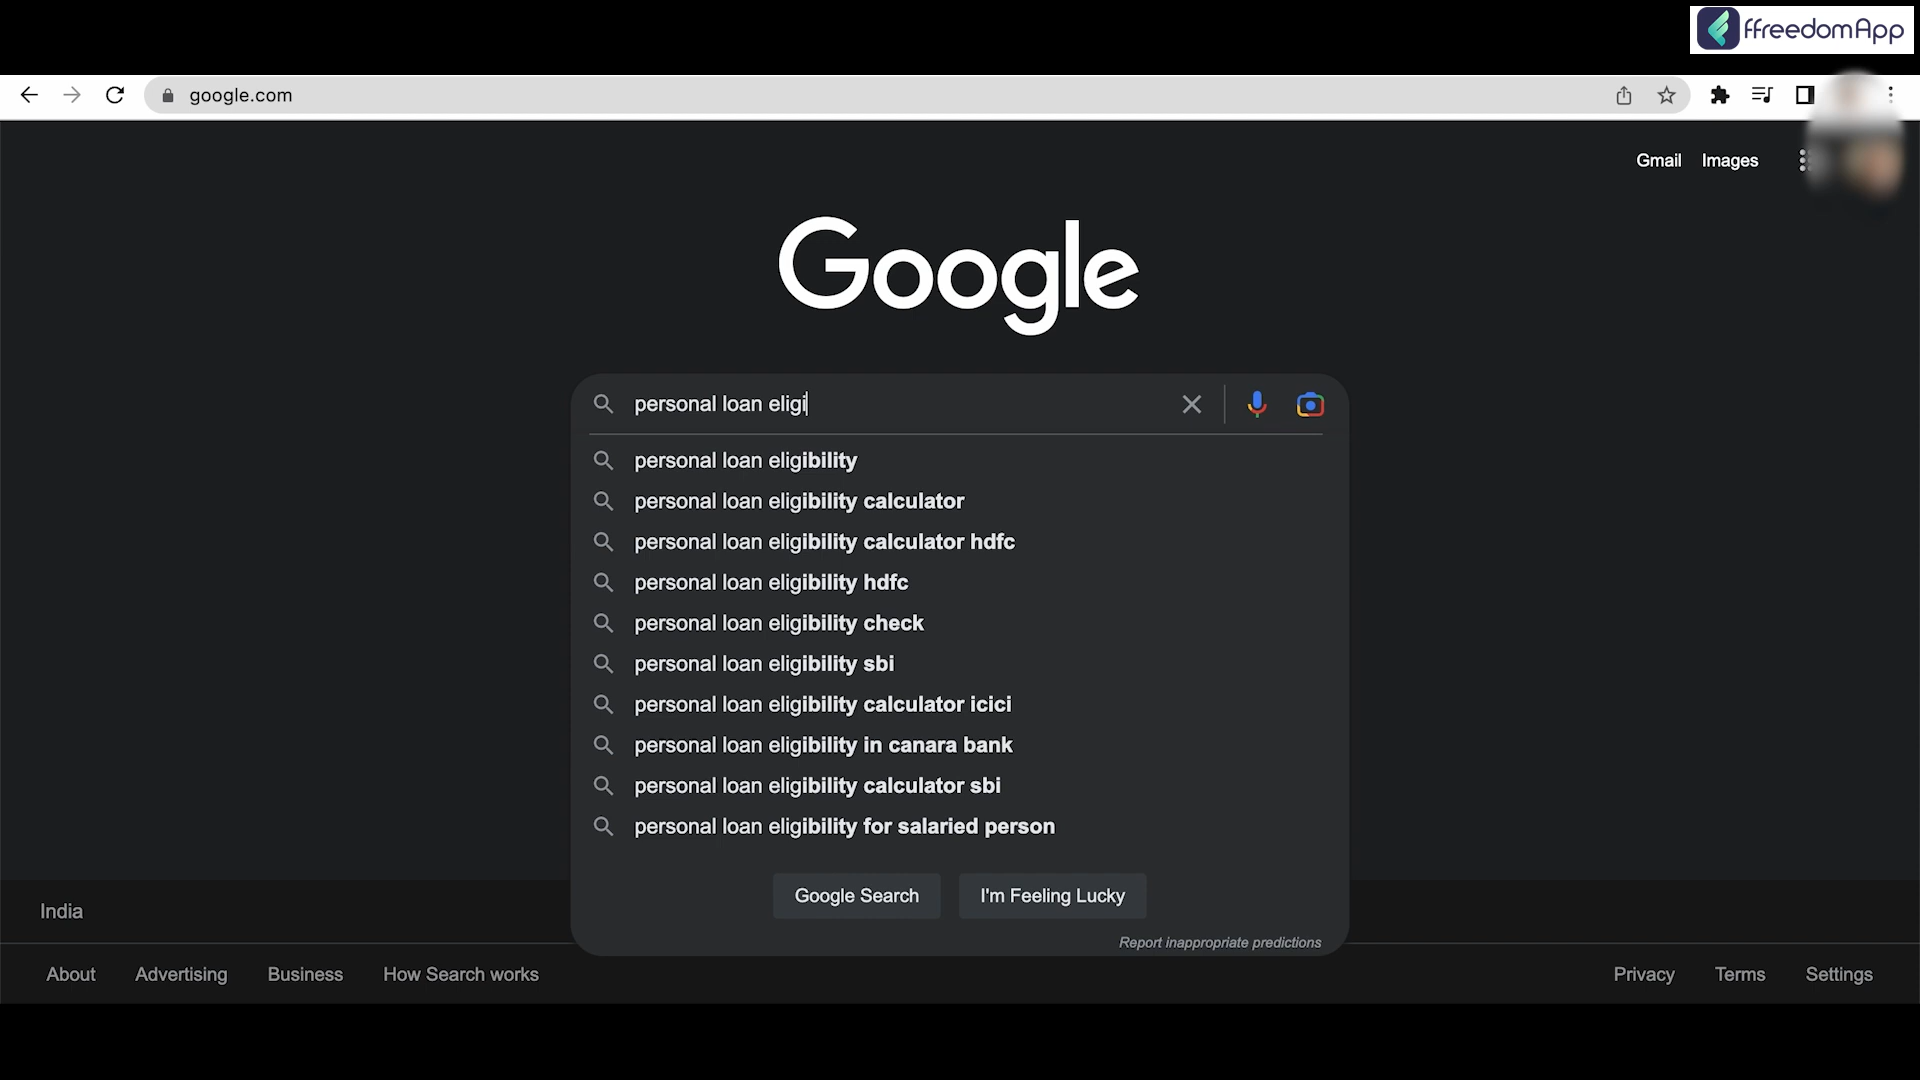 ffreedomApp
google.com
Gmail Images
Google
personal loan eligi
personal loan eligibility
personal loan eligibility calculator
personal loan eligibility calculator hdfc
personal loan eligibility hdfc
personal loan eligibility check
personal loan eligibility sbi
personal loan eligibility calculator icici
personal loan eligibility in canara bank
personal loan eligibility calculator sbi
personal loan eligibility for salaried person
Google Search I'm Feeling Lucky
Report inappropriate predictions
India
About Advertising Business How Search works Privacy Terms Settings